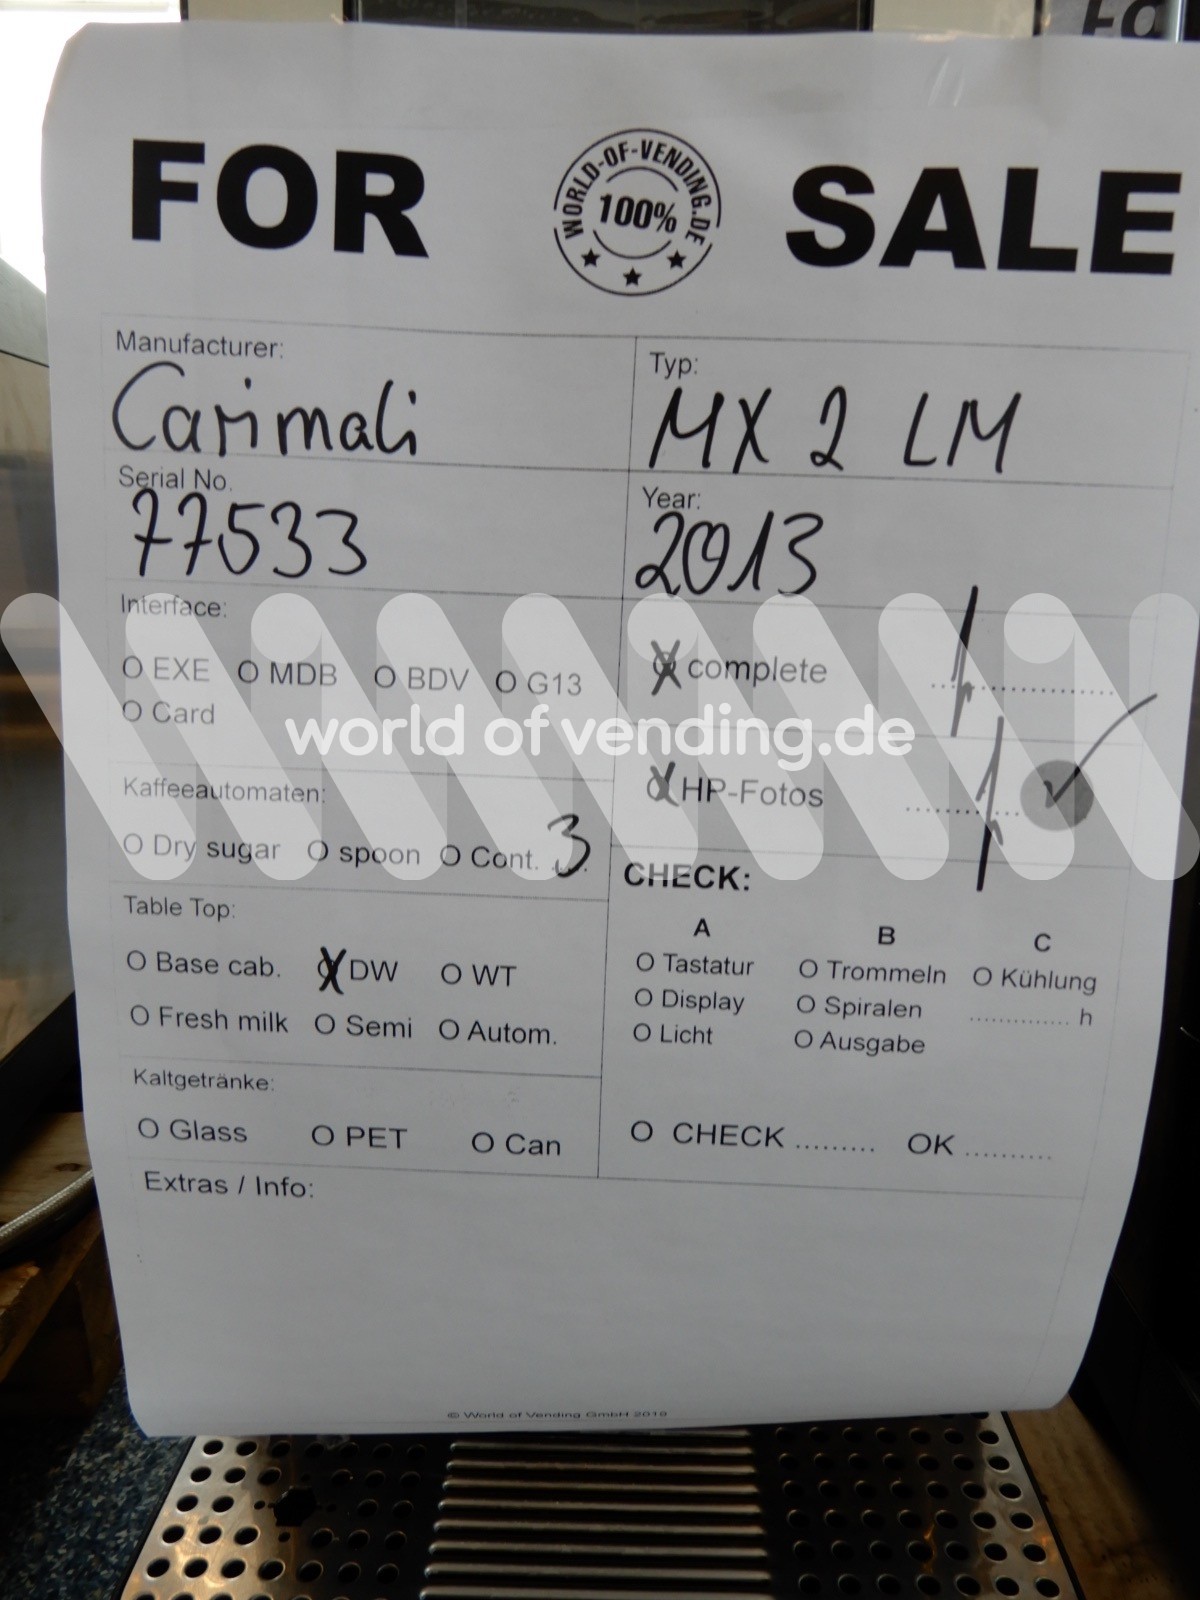 FO
FOR WORLD-OF-VENDING.DE 100% SALE
Manufacturer: Typ:
Carimali MX 2 LM
Serial No. Year:
77533 2013
Interface:
O EXE O MDB O BDV O G13 X complete
O Card
world of vending.de
Kaffeeautomaten: X HP-Fotos
O Dry sugar O spoon O Cont. 3
CHECK:
Table Top: A B C
O Base cab. X DW O WT O Tastatur O Trommeln O Kühlung
O Display O Spiralen .............. h
O Fresh milk O Semi O Autom. O Licht O Ausgabe
Kaltgetränke:
O Glass O PET O Can O CHECK ......... OK ..........
Extras / Info:
© World of Vending GmbH 2019